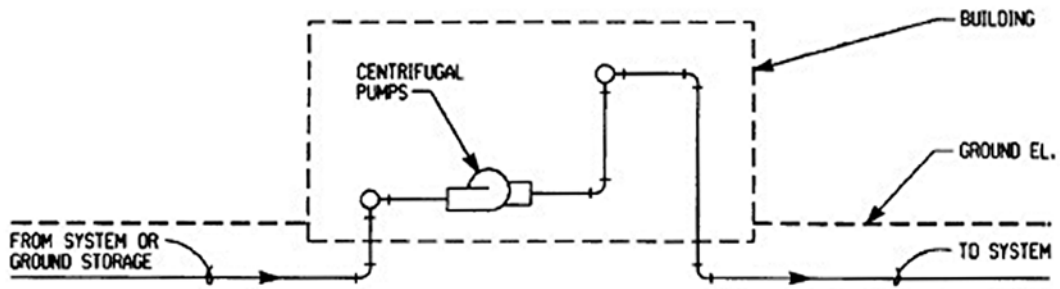 BUILDING
CENTRIFUGAL
PUMPS
GROUND EL.
FROM SYSTEM OR
GROUND STORAGE
TO SYSTEM